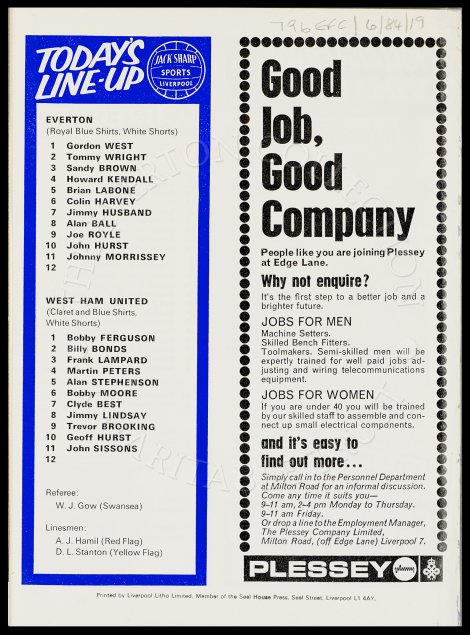 796 EFC / 6/84/19
TODAY'S
LINE-UP
JACK SHARP
SPORTS
LIVERPOOL
EVERTON
(Royal Blue Shirts, White Shorts)
1 Gordon WEST
2 Tommy WRIGHT
3 Sandy BROWN
4 Howard KENDALL
5 Brian LABONE
6 Colin HARVEY
7 Jimmy HUSBAND
8 Alan BALL
9 Joe ROYLE
10 John HURST
11 Johnny MORRISSEY
12
WEST HAM UNITED
(Claret and Blue Shirts,
White Shorts)
1 Bobby FERGUSON
2 Billy BONDS
3 Frank LAMPARD
4 Martin PETERS
5 Alan STEPHENSON
6 Bobby MOORE
7 Clyde BEST
8 Jimmy LINDSAY
9 Trevor BROOKING
10 Geoff HURST
11 John SISSONS
12
Referee:
W. J. Gow (Swansea)
Linesmen:
A. J. Hamil (Red Flag)
D. L. Stanton (Yellow Flag)
Good
Job,
Good
Company
People like you are joining Plessey
at Edge Lane.
Why not enquire?
It's the first step to a better job and a
brighter future.
JOBS FOR MEN
Machine Setters.
Skilled Bench Fitters.
Toolmakers. Semi-skilled men will be
expertly trained for well paid jobs ad-
justing and wiring telecommunications
equipment.
JOBS FOR WOMEN
If you are under 40 you will be trained
by our skilled staff to assemble and con-
nect up small electrical components.
and it's easy to
find out more...
Simply call in to the Personnel Department
at Milton Road for an informal discussion.
Come any time it suits you—
9-11 am, 2-4 pm Monday to Thursday.
9-11 am Friday.
Or drop a line to the Employment Manager,
The Plessey Company Limited,
Milton Road, (off Edge Lane) Liverpool 7.
PLESSEY
Printed by Liverpool Litho Limited, Member of the Seel House Press, Seel Street, Liverpool L1 4AY.